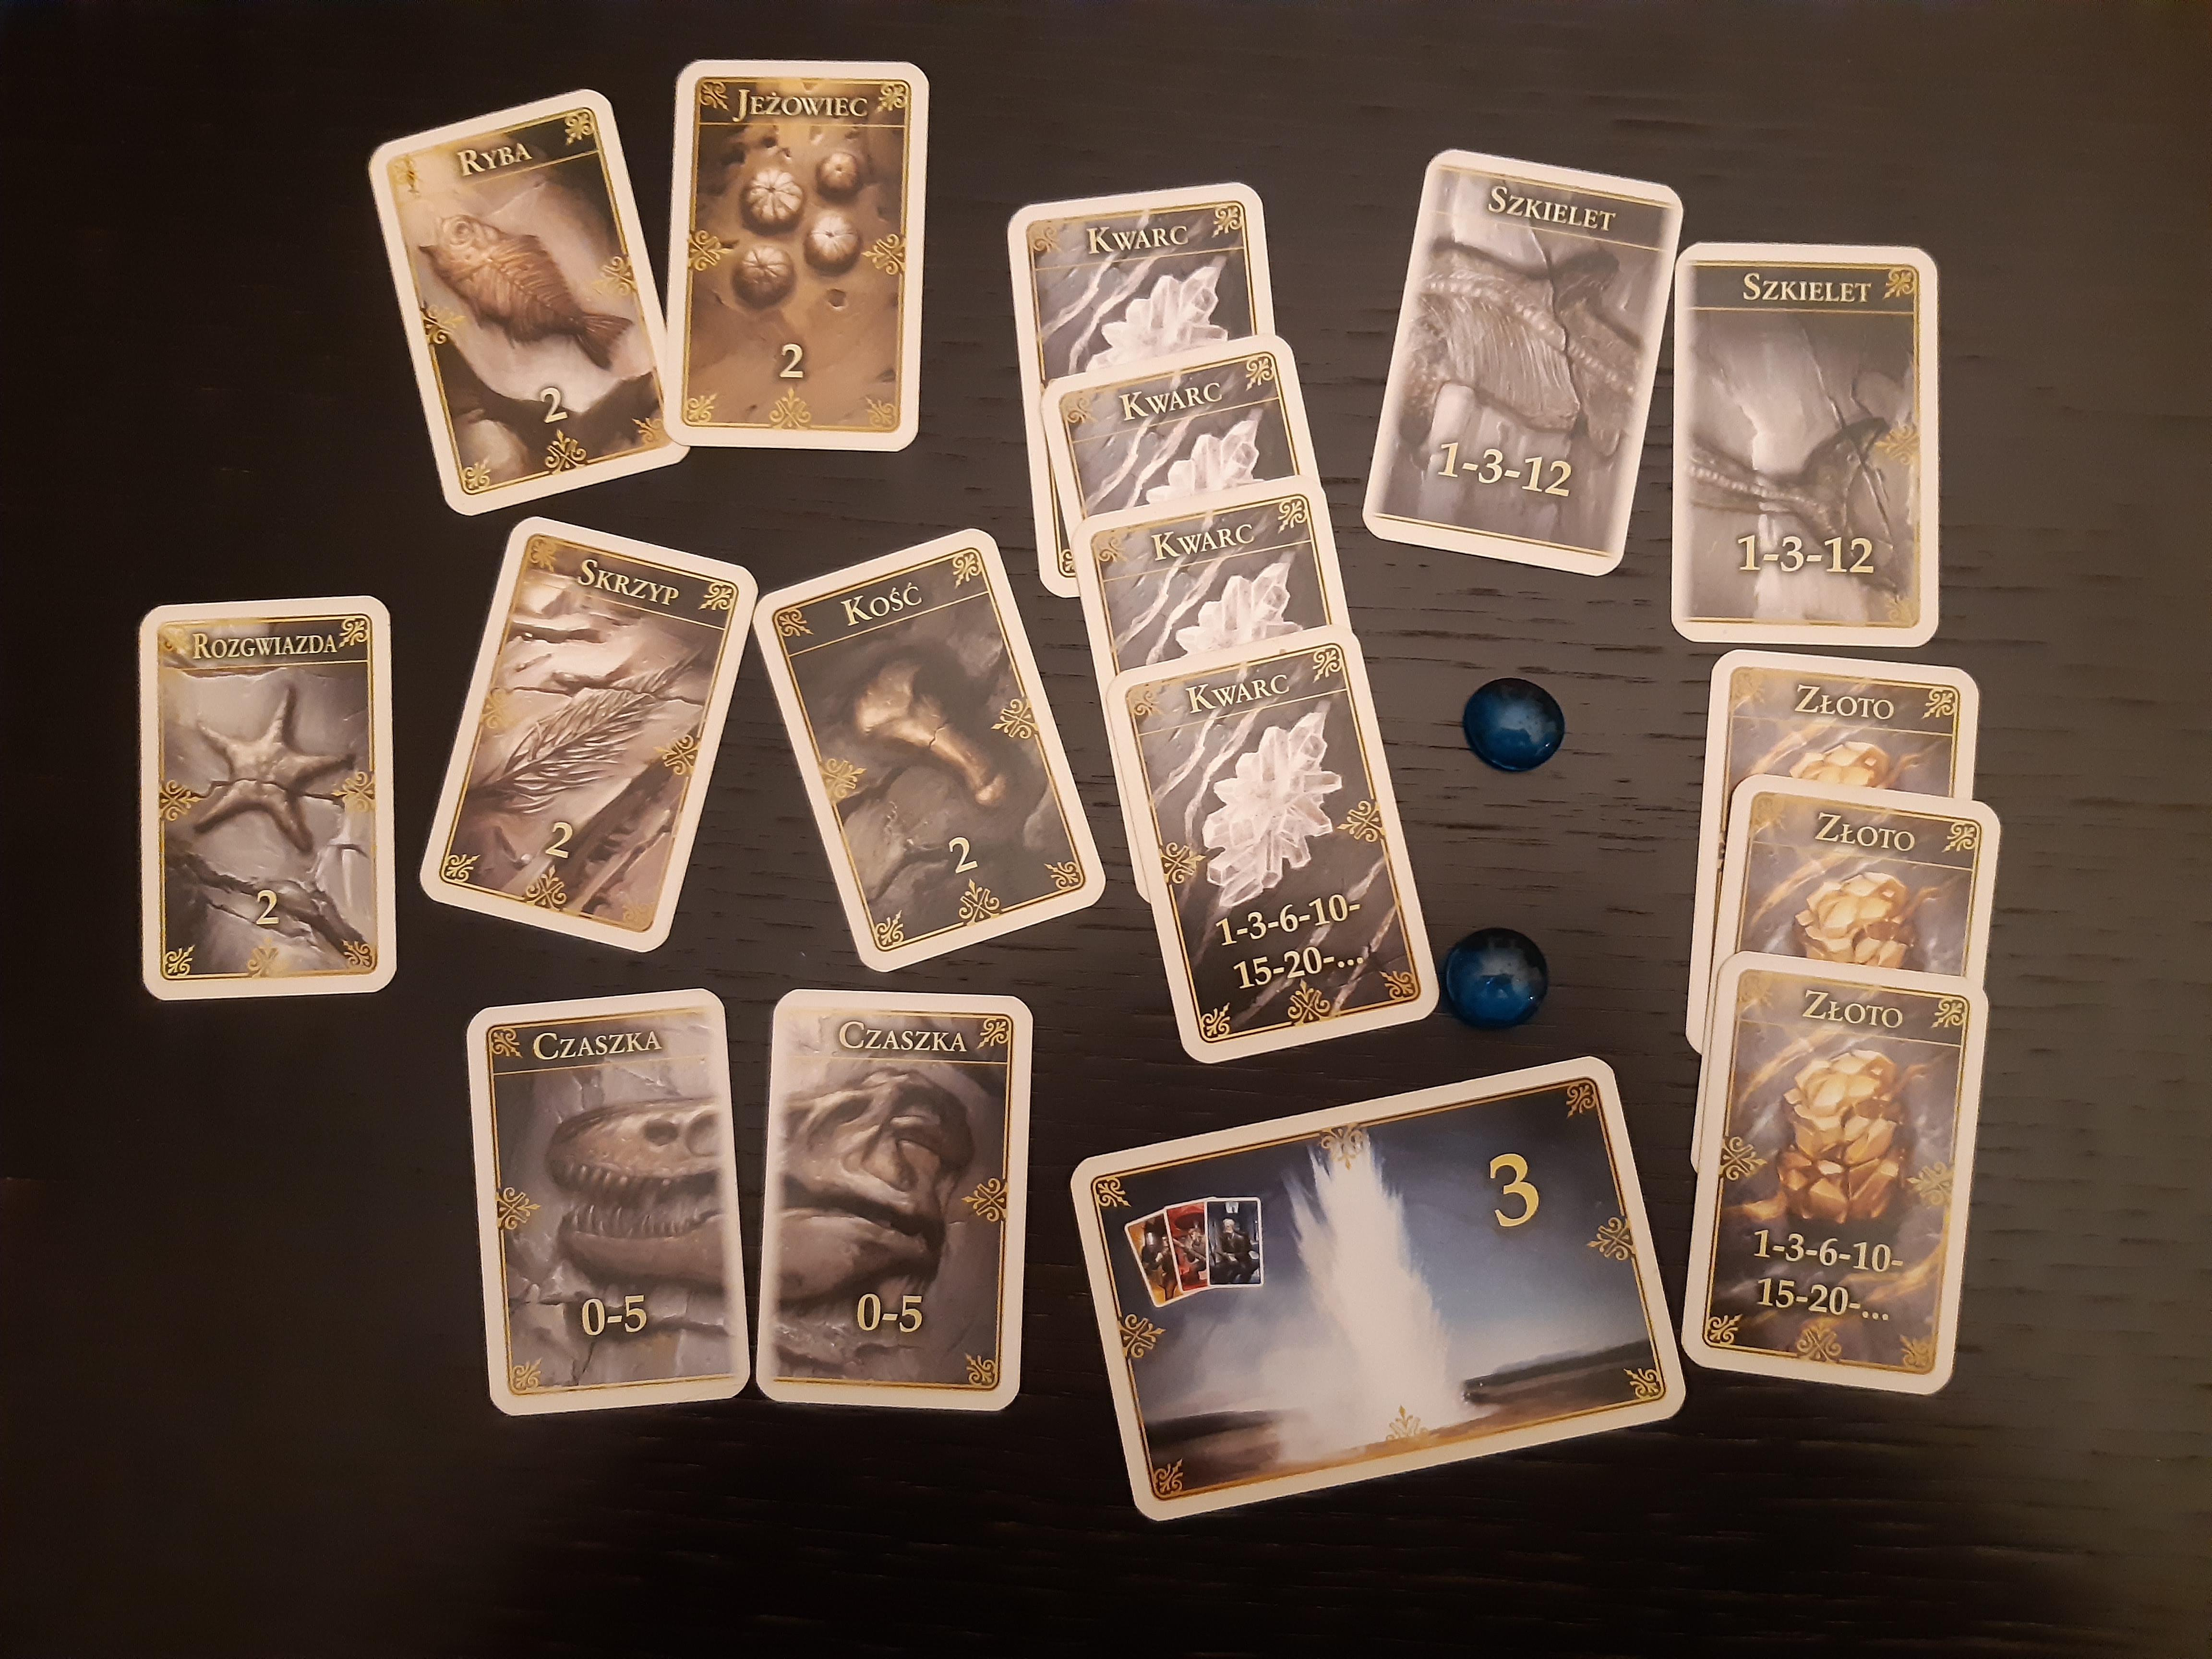 SZKIELET
1-3-12
SZKIELET
1-3-12
ZŁOTO
ZŁOTO
ZŁOTO
1-3-6-10-
15-20-...
KWARC
KWARC
KWARC
KWARC
1-3-6-10-
15-20-...
3
JEŻOWIEC
2
RYBA
2
KOŚĆ
2
SKRZYP
2
CZASZKA
0-5
CZASZKA
0-5
ROZGWIAZDA
2